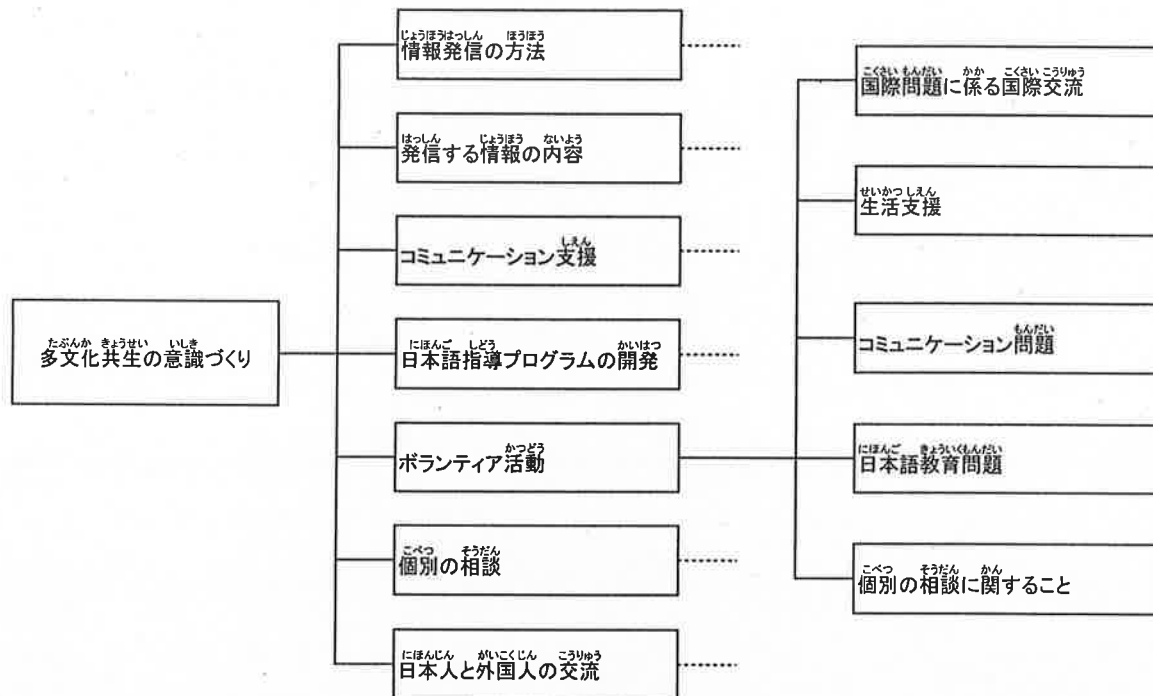 多文化共生の意識づくり
情報発信の方法
発信する情報の内容
コミュニケーション支援
日本語指導プログラムの開発
ボランティア活動
個別の相談
日本人と外国人の交流
国際問題に係る国際交流
生活支援
コミュニケーション問題
日本語教育問題
個別の相談に関すること